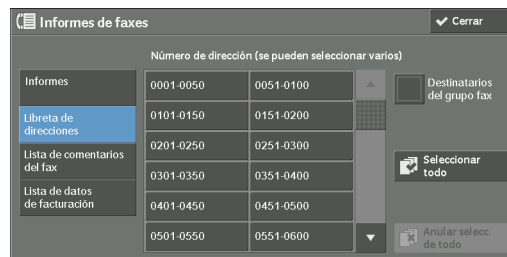 Informes de faxes
Cerrar
Número de dirección (se pueden seleccionar varios)
Informes
Libreta de
direcciones
Lista de comentarios
del fax
Lista de datos
de facturación
0001-0050 0051-0100
0101-0150 0151-0200
0201-0250 0251-0300
0301-0350 0351-0400
0401-0450 0451-0500
0501-0550 0551-0600
Destinatarios
del grupo fax
Seleccionar
todo
Anular selecc.
de todo